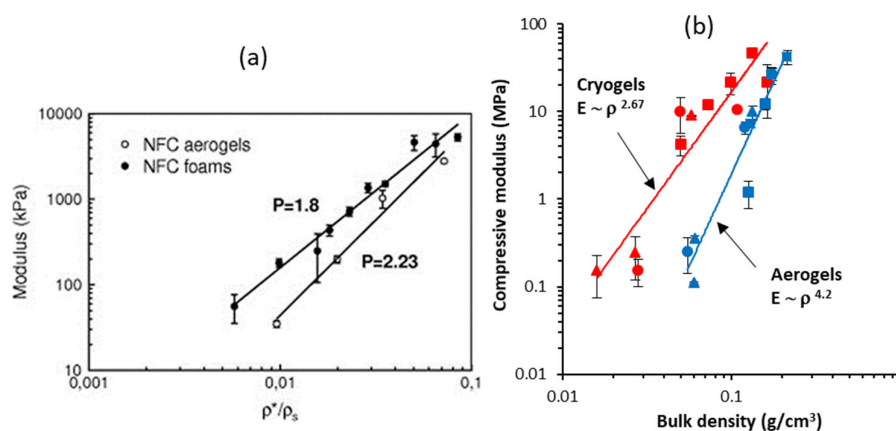 (a)
Modulus (kPa)
10000
1000
100
10
NFC aerogels
NFC foams
P=1.8
P=2.23
0,001
0,01
0,1
ρ*/ρs
(b)
Compressive modulus (MPa)
100
10
1
0.1
0.01
Cryogels
E ~ ρ 2.67
Aerogels
E ~ ρ 4.2
0.01
0.1
Bulk density (g/cm³)